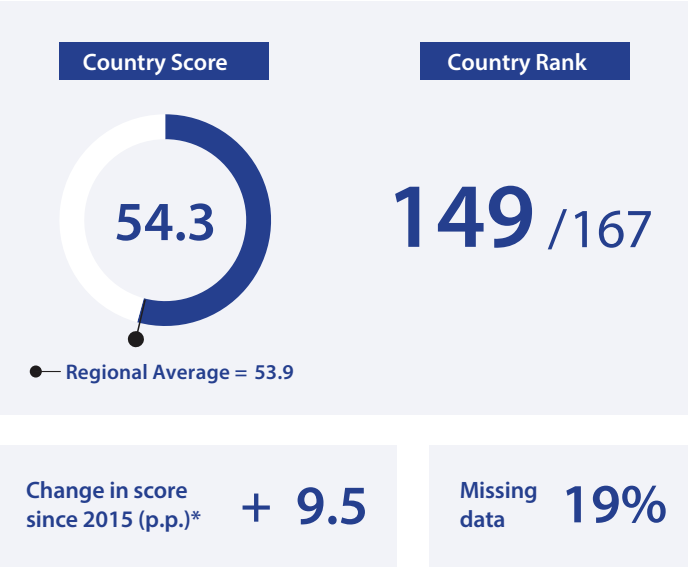 Country Score
Country Rank
54.3
149 /167
Regional Average = 53.9
Change in score
since 2015 (p.p.)*
+ 9.5
Missing
data
19%